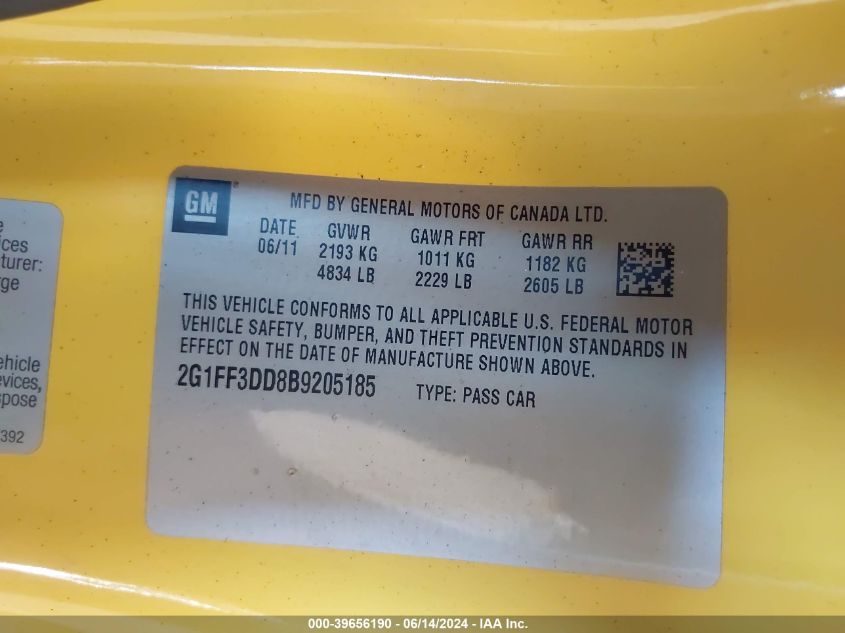 GM
MFD BY GENERAL MOTORS OF CANADA LTD.
DATE GVWR GAWR FRT GAWR RR
06/11 2193 KG 1011 KG 1182 KG
4834 LB 2229 LB 2605 LB
THIS VEHICLE CONFORMS TO ALL APPLICABLE U.S. FEDERAL MOTOR
VEHICLE SAFETY, BUMPER, AND THEFT PREVENTION STANDARDS IN
EFFECT ON THE DATE OF MANUFACTURE SHOWN ABOVE.
2G1FF3DD8B9205185 TYPE: PASS CAR
392
000-39656190 - 06/14/2024 - IAA Inc.